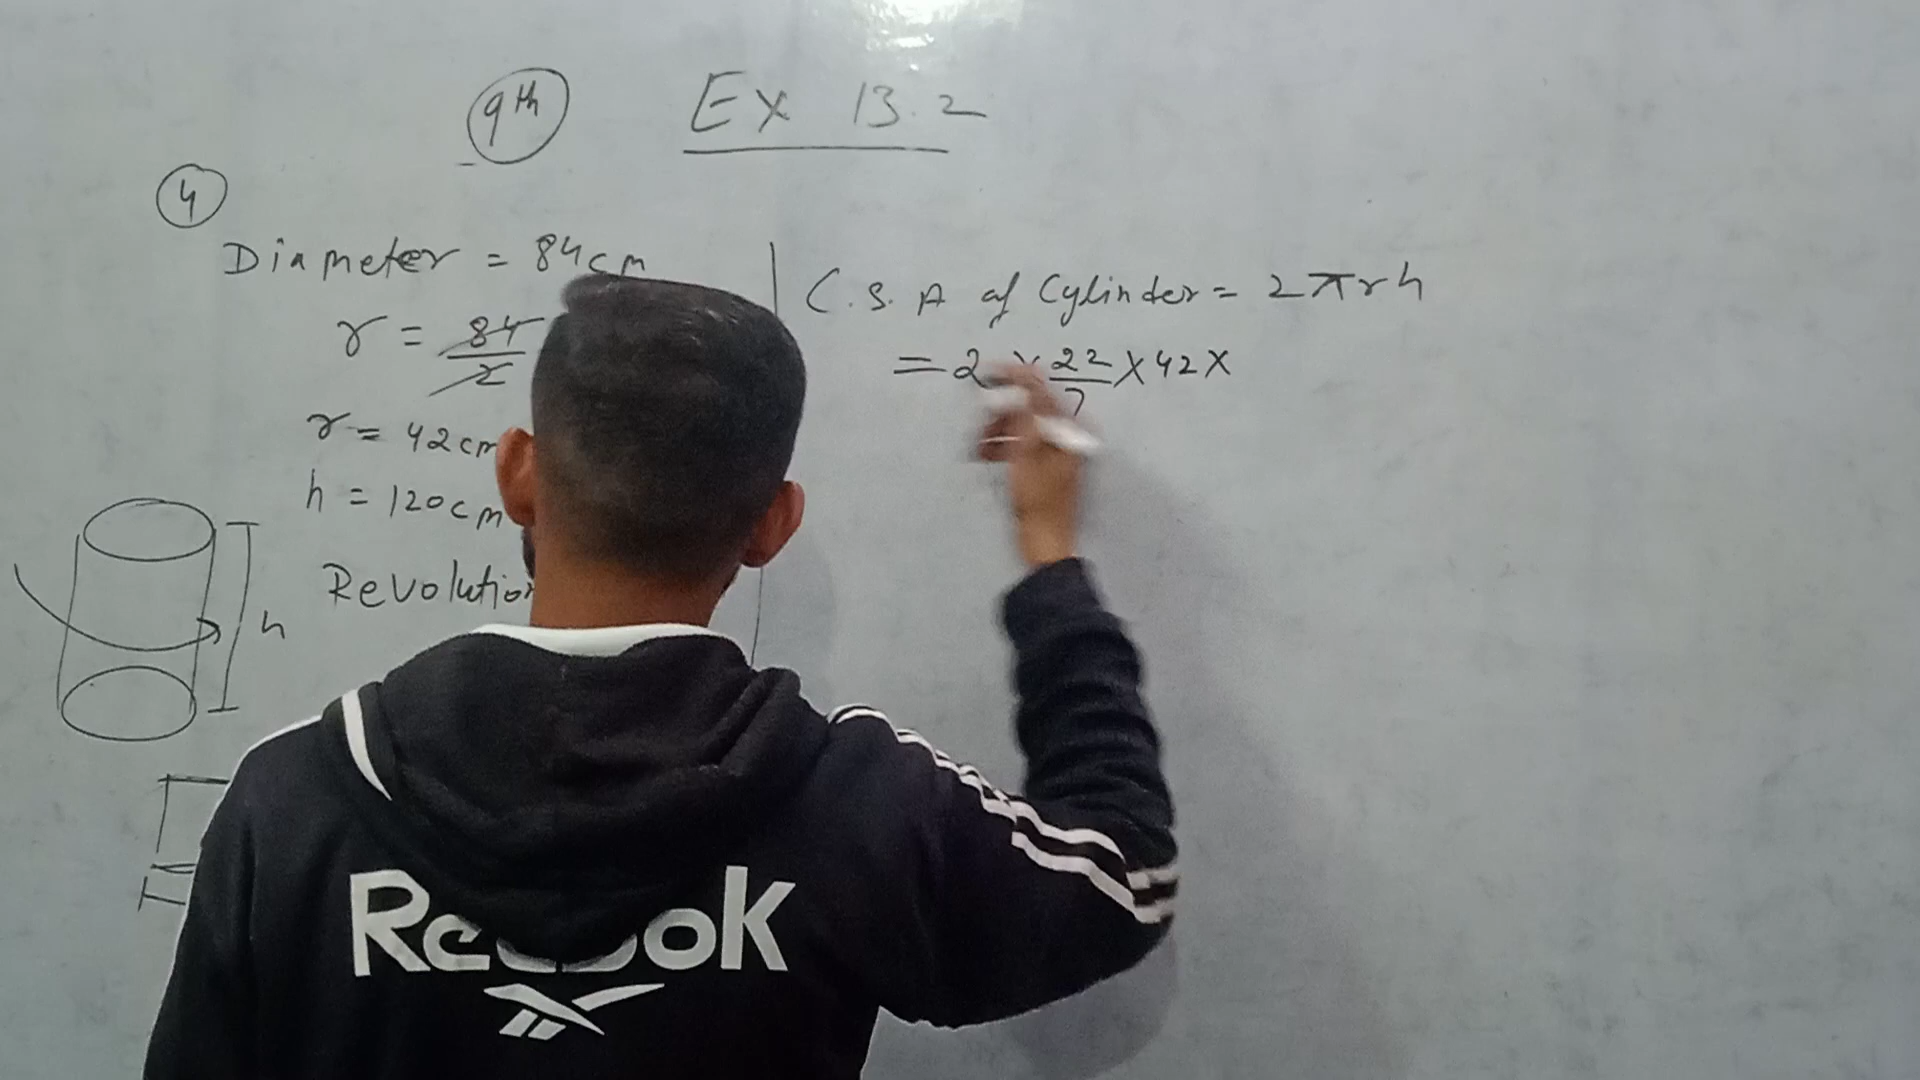 9th Ex 13.2
4
Diameter = 84cm
r = 84/2
r = 42cm
h = 120cm
Revolution
h
C.S.A of Cylinder = 2πrh
= 2 × 22/7 × 42 ×
Reebok